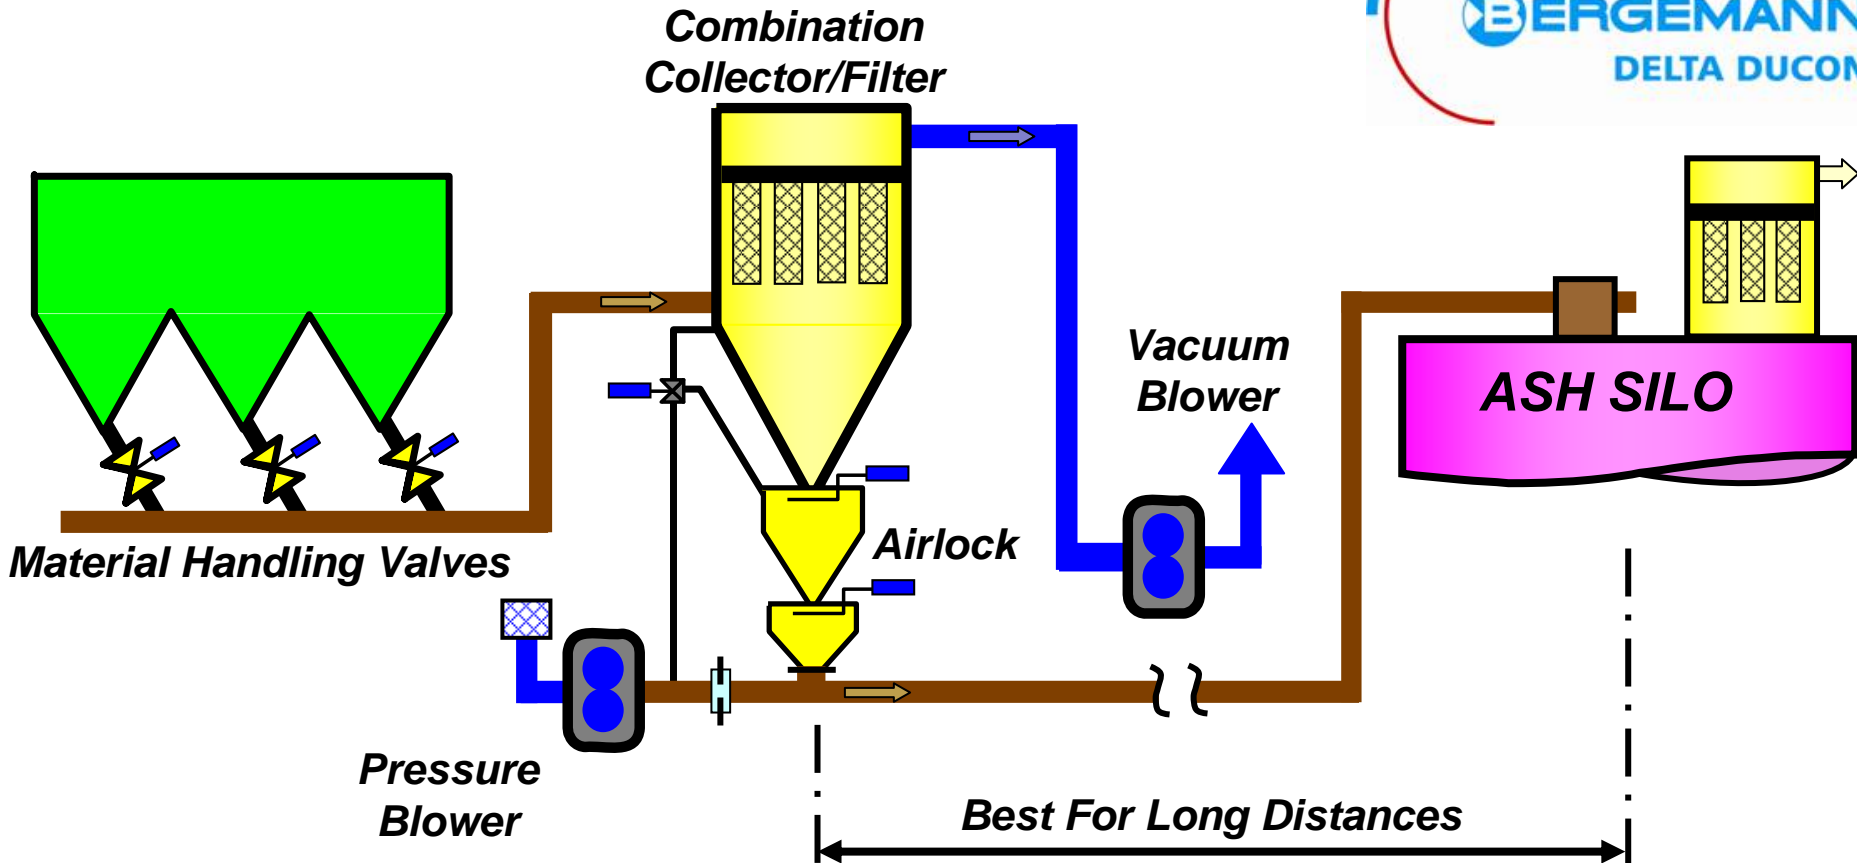 Combination
Collector/Filter
BERGEMANN
DELTA DUCON
Vacuum
Blower
ASH SILO
Airlock
Material Handling Valves
Pressure
Blower
Best For Long Distances